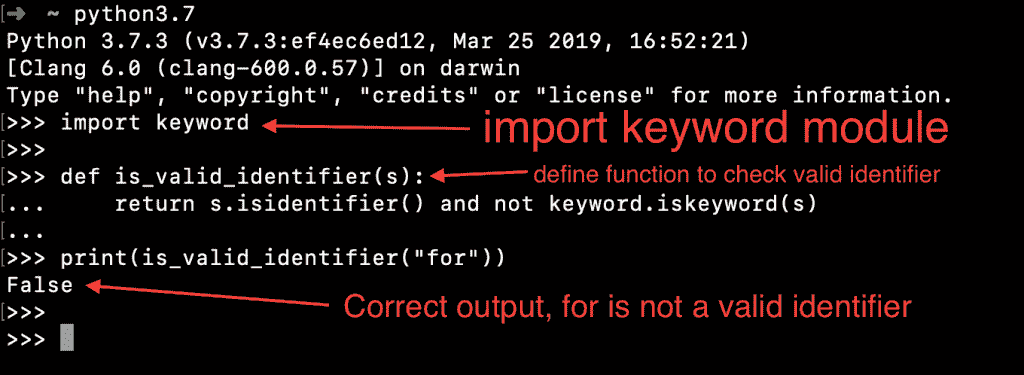 [➜ ~ python3.7
Python 3.7.3 (v3.7.3:ef4ec6ed12, Mar 25 2019, 16:52:21)
[Clang 6.0 (clang-600.0.57)] on darwin
Type "help", "copyright", "credits" or "license" for more information.
[>>> import keyword import keyword module
[>>>
[>>> def is_valid_identifier(s): define function to check valid identifier
[...     return s.isidentifier() and not keyword.iskeyword(s)
[...
[>>> print(is_valid_identifier("for"))
False
[>>> Correct output, for is not a valid identifier
>>>